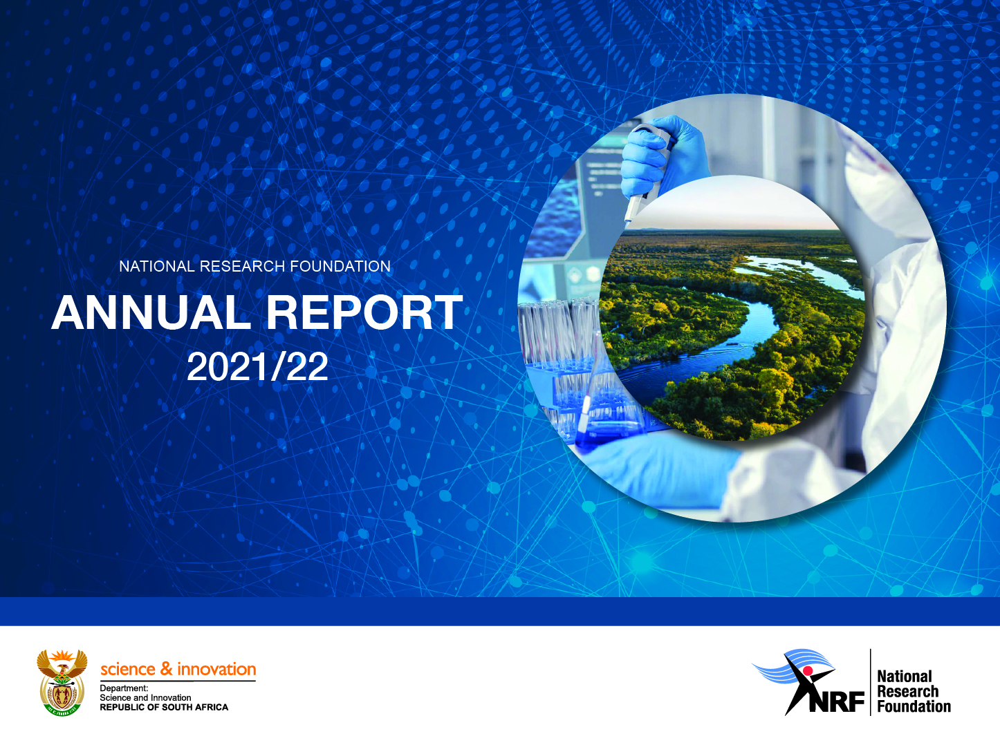 NATIONAL RESEARCH FOUNDATION
ANNUAL REPORT
2021/22
science & innovation
Department:
Science and Innovation
REPUBLIC OF SOUTH AFRICA
NRF
National
Research
Foundation